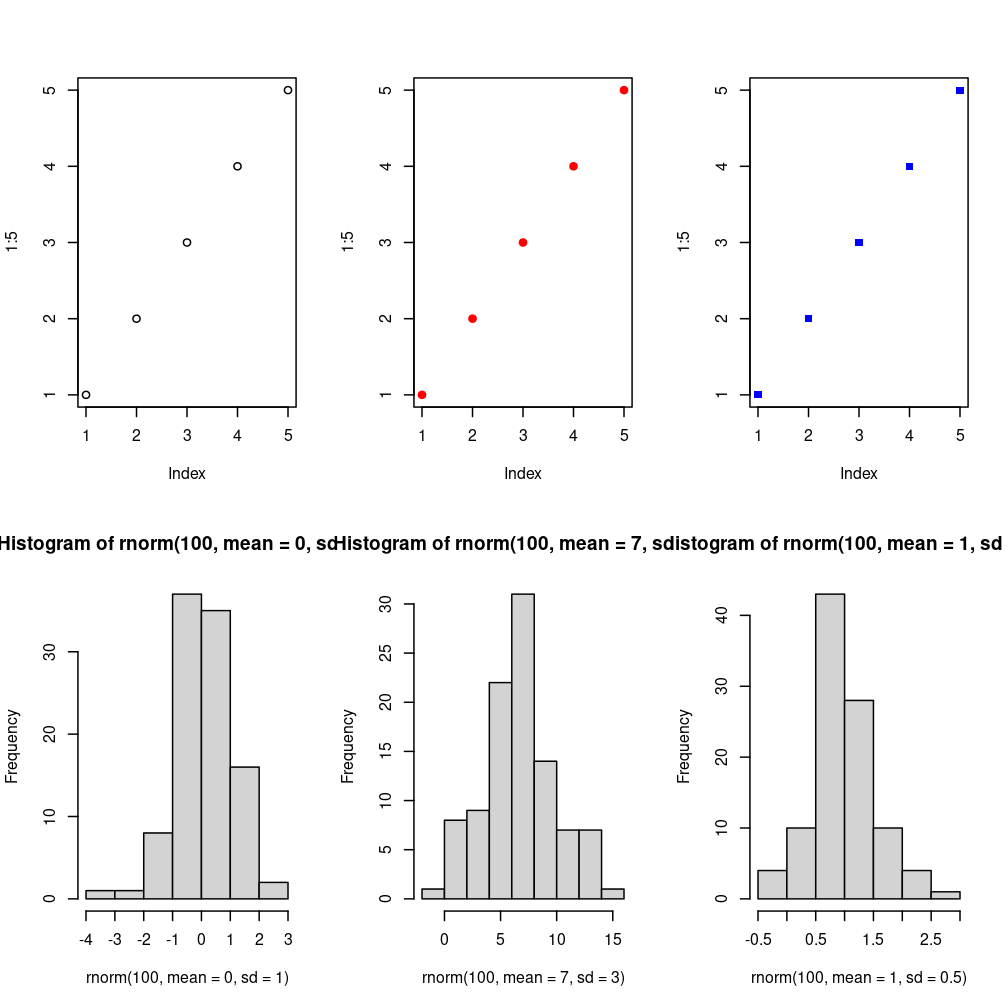 5
4
3
2
1
1:5
1 2 3 4 5
Index
5
4
3
2
1
1:5
1 2 3 4 5
Index
5
4
3
2
1
1:5
1 2 3 4 5
Index
Histogram of rnorm(100, mean = 0, sd
30
20
10
0
Frequency
-4 -3 -2 -1 0 1 2 3
rnorm(100, mean = 0, sd = 1)
Histogram of rnorm(100, mean = 7, sd
30
25
20
15
10
5
0
Frequency
0 5 10 15
rnorm(100, mean = 7, sd = 3)
istogram of rnorm(100, mean = 1, sd
40
30
20
10
0
Frequency
-0.5 0.5 1.5 2.5
rnorm(100, mean = 1, sd = 0.5)